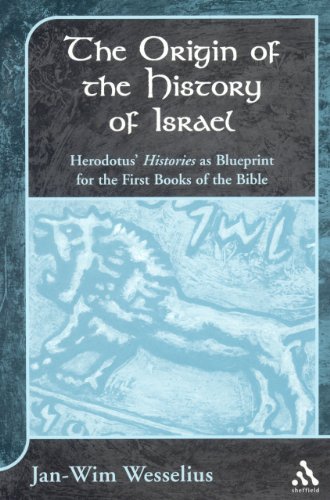 The Origin of
the History
of Israel
Herodotus' Histories as Blueprint
for the First Books of the Bible
Jan-Wim Wesselius
sheffield